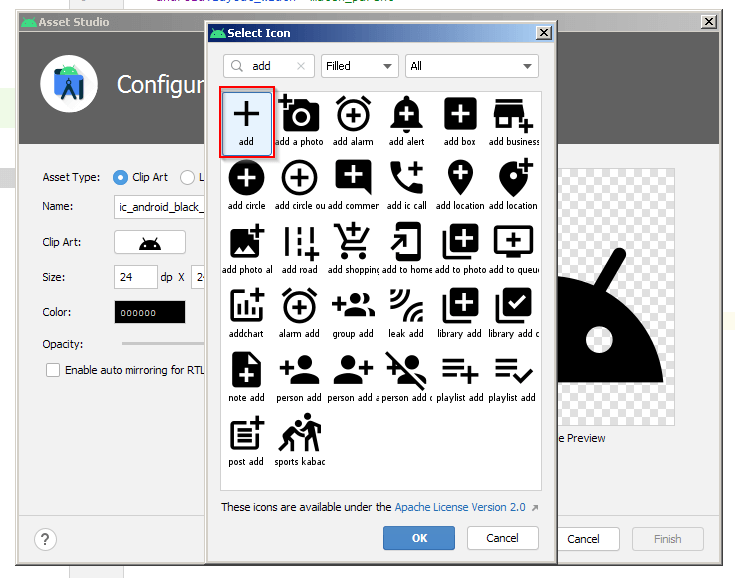 Asset Studio
Select Icon
Configur
add
Filled
All
add
add a photo
add alarm
add alert
add box
add business
add circle
add circle ou
add commer
add ic call
add location
add location
add photo al
add road
add shopping
add to home
add to photo
add to queue
addchart
alarm add
group add
leak add
library add
library add c
note add
person add
person add a
person add c
playlist add
playlist add
post add
sports kabac
Asset Type:
Clip Art
L
Name:
ic_android_black_
Clip Art:
Size:
24
dp
X
24
Color:
000000
Opacity:
Enable auto mirroring for RTL
e Preview
These icons are available under the Apache License Version 2.0
OK
Cancel
?
Cancel
Finish